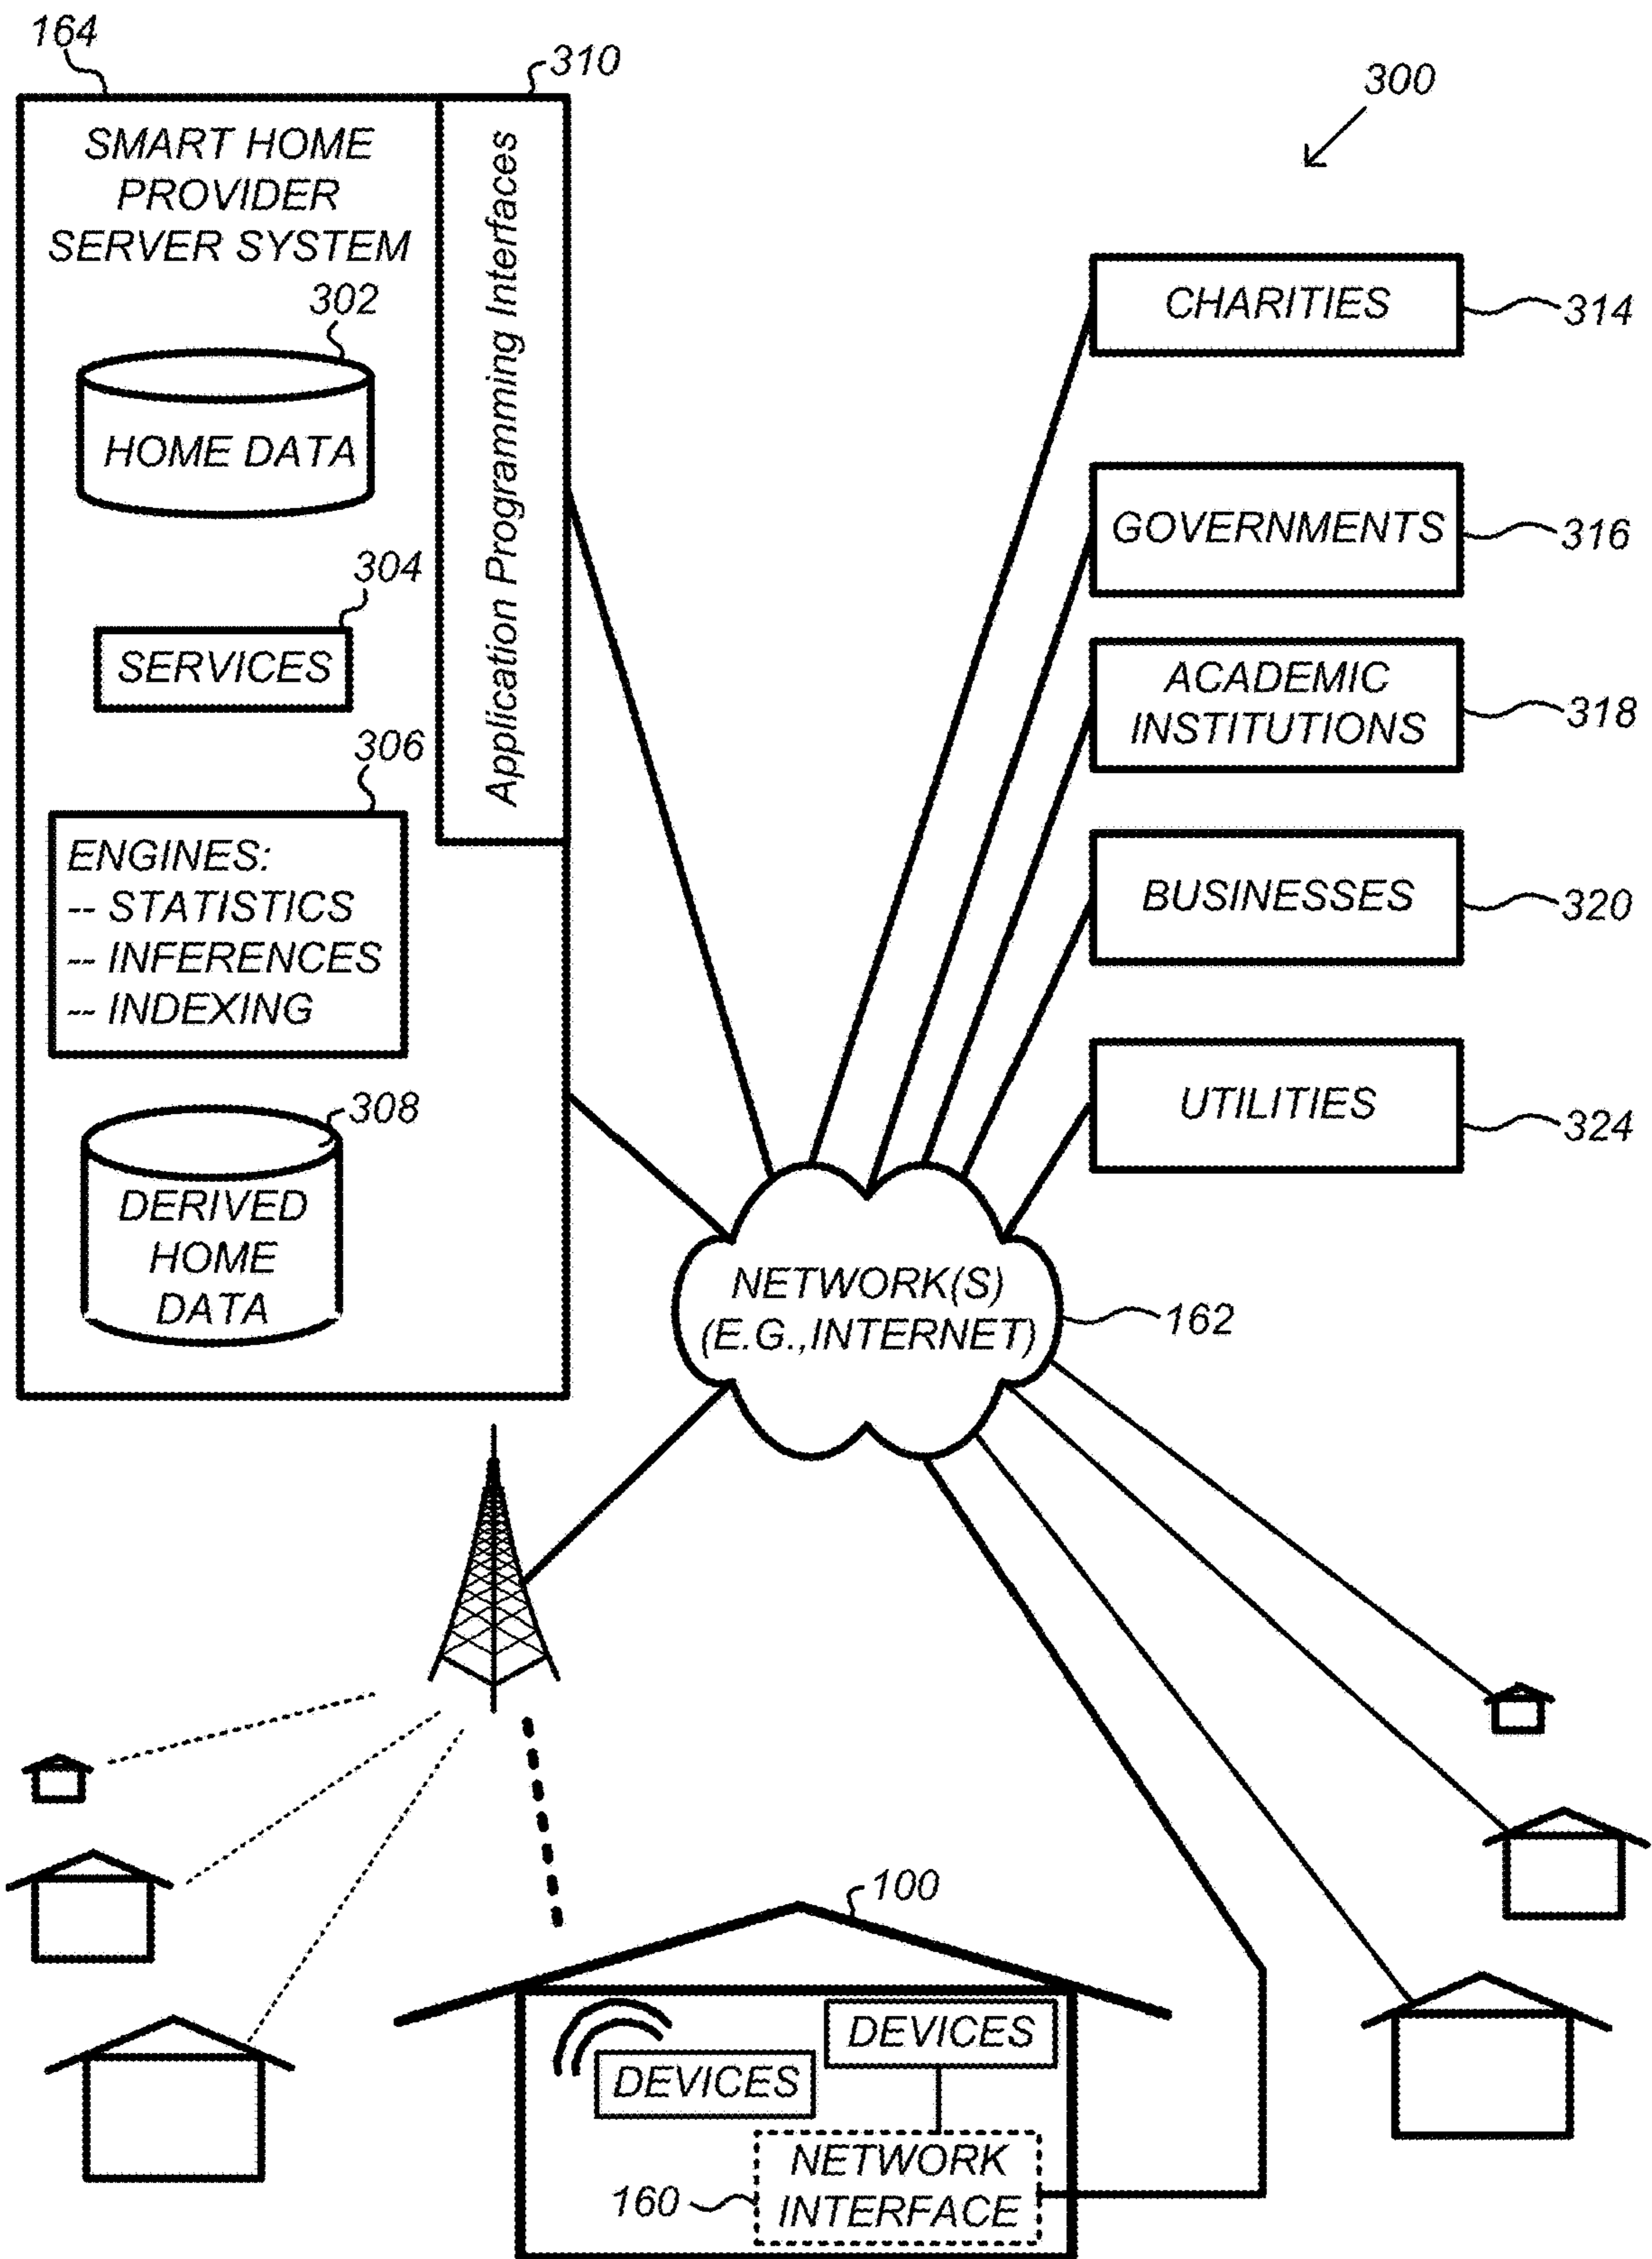 164
310
300
SMART HOME
PROVIDER
SERVER SYSTEM
Application Programming Interfaces
302
HOME DATA
304
SERVICES
306
ENGINES:
-- STATISTICS
-- INFERENCES
-- INDEXING
308
DERIVED
HOME
DATA
CHARITIES
314
GOVERNMENTS
316
ACADEMIC
INSTITUTIONS
318
BUSINESSES
320
UTILITIES
324
NETWORK(S)
(E.G.,INTERNET)
162
100
DEVICES
DEVICES
NETWORK
INTERFACE
160